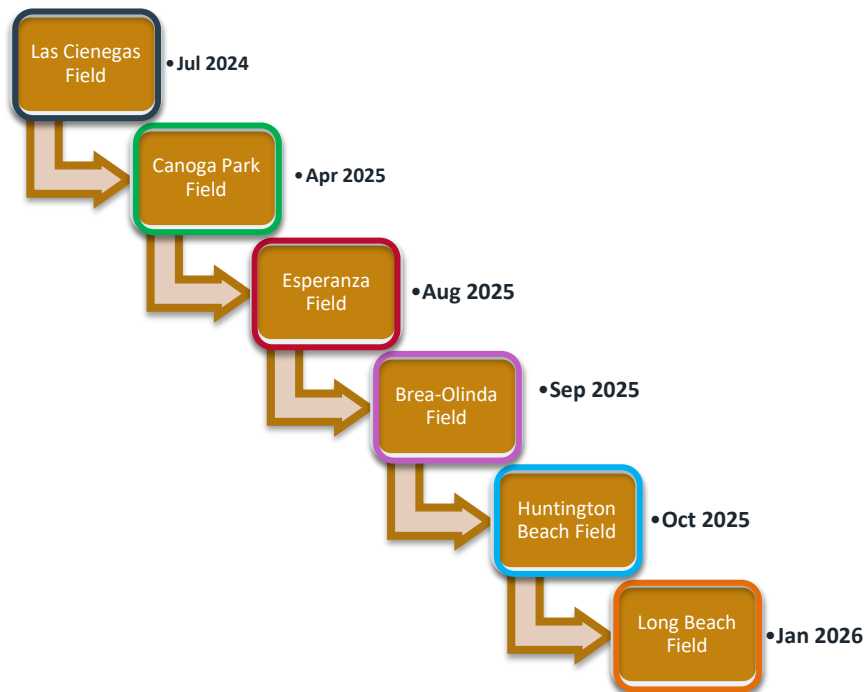 Las Cienegas
Field
•Jul 2024
Canoga Park
Field
•Apr 2025
Esperanza
Field
•Aug 2025
Brea-Olinda
Field
•Sep 2025
Huntington
Beach Field
•Oct 2025
Long Beach
Field
•Jan 2026